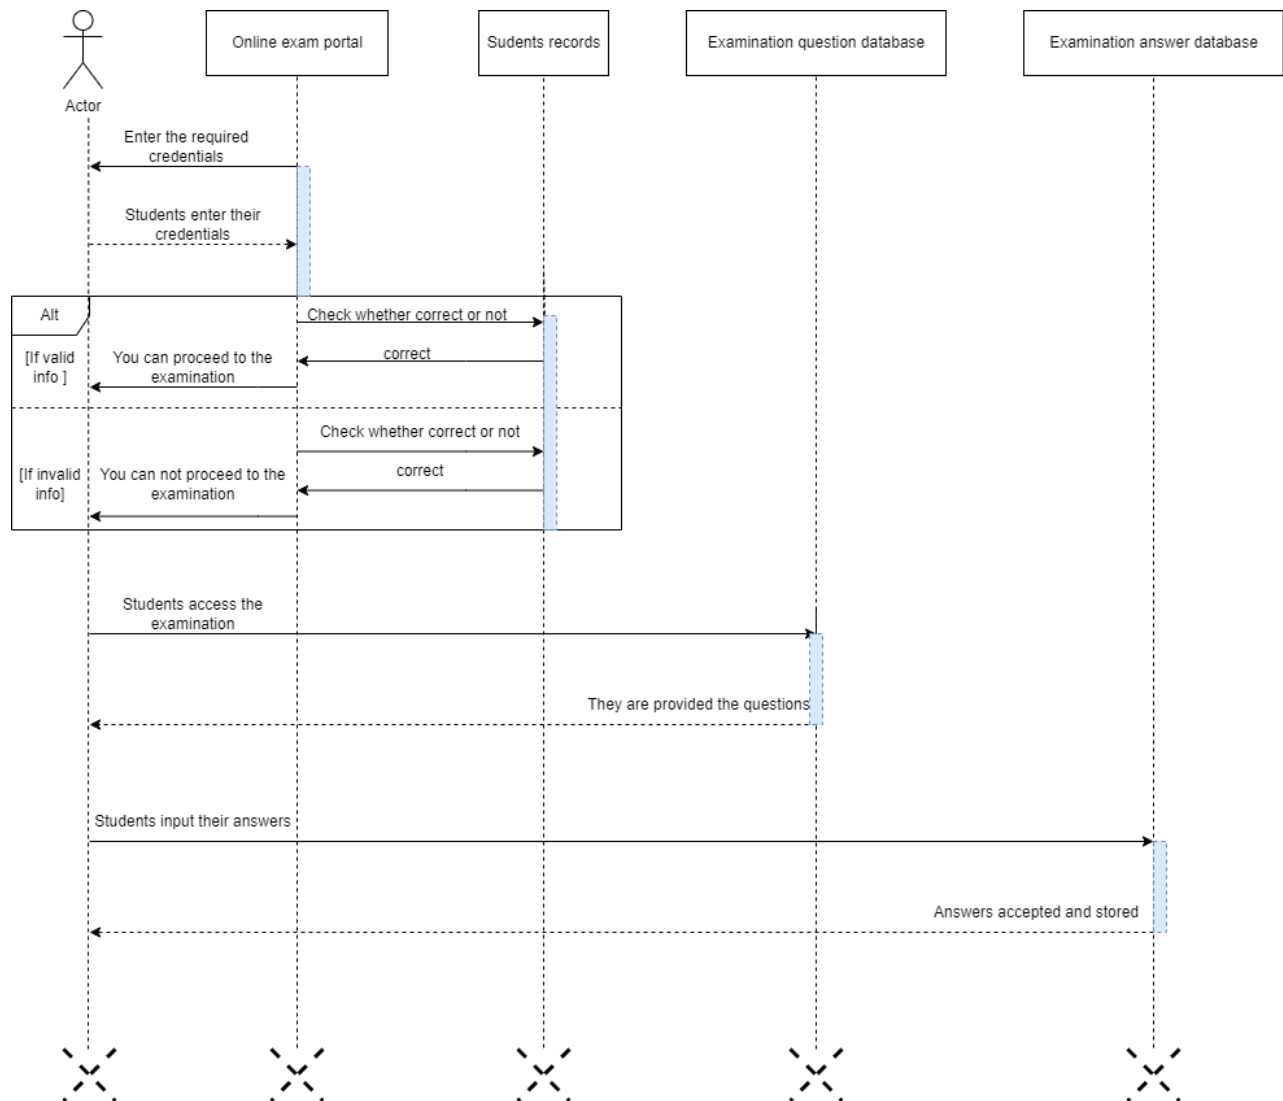 Online exam portal
Sudents records
Examination question database
Examination answer database
Actor
Enter the required
credentials
Students enter their
credentials
Alt
Check whether correct or not
[If valid
info ]
You can proceed to the
examination
correct
Check whether correct or not
[If invalid
info]
You can not proceed to the
examination
correct
Students access the
examination
They are provided the questions
Students input their answers
Answers accepted and stored